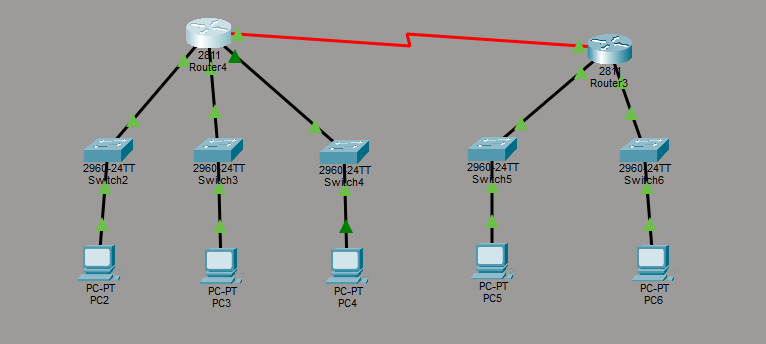 2811
Router4
2811
Router3
2960-24TT
Switch2
2960-24TT
Switch3
2960-24TT
Switch4
2960-24TT
Switch5
2960-24TT
Switch6
PC-PT
PC2
PC-PT
PC3
PC-PT
PC4
PC-PT
PC5
PC-PT
PC6